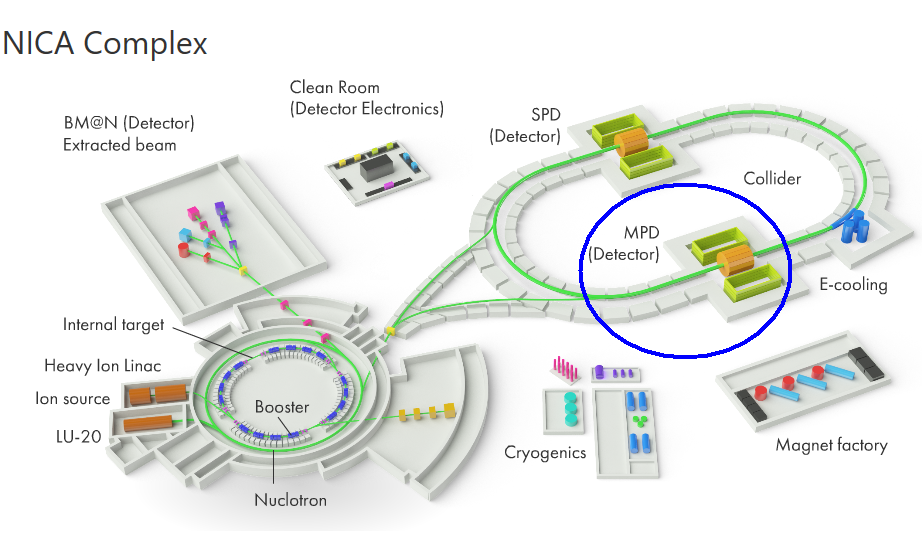 NICA Complex
Clean Room
(Detector Electronics)
BM@N (Detector)
Extracted beam
SPD
(Detector)
Collider
MPD
(Detector)
E-cooling
Internal target
Heavy Ion Linac
Ion source
Booster
LU-20
Cryogenics
Magnet factory
Nuclotron